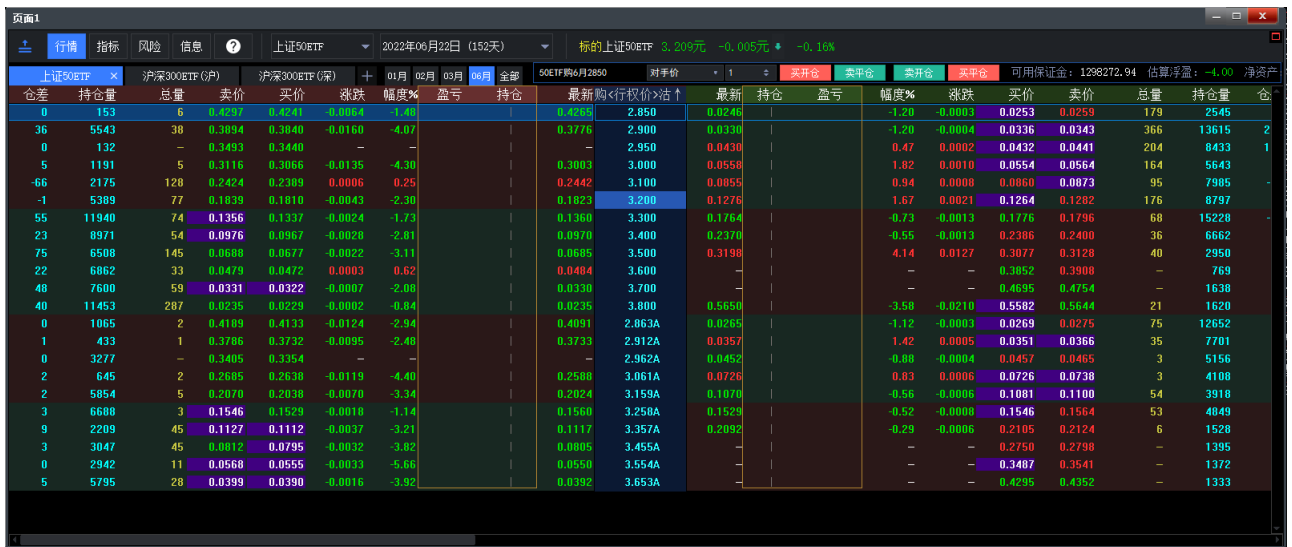 页面1
行情 指标 风险 信息 ? 上证50ETF 2022年06月22日 (152天) 标的上证50ETF 3.209元 -0.005元 -0.16%
上证50ETF × 沪深300ETF(沪) 沪深300ETF(深) + 01月 02月 03月 06月 全部 50ETF购6月2850 对手价 1 买开仓 卖平仓 卖开仓 买平仓 可用保证金: 1298272.94 估算浮盈: -4.00 净资产
仓差 持仓量 总量 卖价 买价 涨跌 幅度% 盈亏 持仓 最新 购<行权价>沽↑ 最新 持仓 盈亏 幅度% 涨跌 买价 卖价 总量 持仓量 仓
0 153 6 0.4297 0.4241 -0.0064 -1.48 0.4265 2.850 0.0246 -1.20 -0.0003 0.0253 0.0259 179 2545
36 5543 38 0.3894 0.3840 -0.0160 -4.07 0.3776 2.900 0.0330 -1.20 -0.0004 0.0336 0.0343 366 13615 2
0 132 – 0.3493 0.3440 – – – 2.950 0.0430 0.47 0.0002 0.0432 0.0441 204 8433 1
5 1191 5 0.3116 0.3066 -0.0135 -4.30 0.3003 3.000 0.0558 1.82 0.0010 0.0554 0.0564 164 5643
-66 2175 128 0.2424 0.2389 0.0006 0.25 0.2442 3.100 0.0855 0.94 0.0008 0.0860 0.0873 95 7985 -
-1 5389 77 0.1839 0.1810 -0.0043 -2.30 0.1823 3.200 0.1276 1.67 0.0021 0.1264 0.1282 176 8797
55 11940 74 0.1356 0.1337 -0.0024 -1.73 0.1360 3.300 0.1764 -0.73 -0.0013 0.1776 0.1796 68 15228 -
23 8971 54 0.0976 0.0967 -0.0028 -2.81 0.0970 3.400 0.2370 -0.55 -0.0013 0.2386 0.2400 36 6662
75 6508 145 0.0688 0.0677 -0.0022 -3.11 0.0685 3.500 0.3198 4.14 0.0127 0.3077 0.3128 40 2950
22 6862 33 0.0479 0.0472 0.0003 0.62 0.0484 3.600 – – – 0.3852 0.3908 – 769
48 7600 59 0.0331 0.0322 -0.0007 -2.08 0.0330 3.700 – – – 0.4695 0.4754 – 1638
40 11453 287 0.0235 0.0229 -0.0002 -0.84 0.0235 3.800 0.5650 -3.58 -0.0210 0.5582 0.5644 21 1620
0 1065 2 0.4189 0.4133 -0.0124 -2.94 0.4091 2.863A 0.0265 -1.12 -0.0003 0.0269 0.0275 75 12652
1 433 1 0.3786 0.3732 -0.0095 -2.48 0.3733 2.912A 0.0357 1.42 0.0005 0.0351 0.0366 35 7701
0 3277 – 0.3405 0.3354 – – – 2.962A 0.0452 -0.88 -0.0004 0.0457 0.0465 3 5156
2 645 2 0.2685 0.2638 -0.0119 -4.40 0.2588 3.061A 0.0726 0.83 0.0006 0.0726 0.0738 3 4108
2 5854 5 0.2070 0.2038 -0.0070 -3.34 0.2024 3.159A 0.1070 -0.56 -0.0006 0.1081 0.1100 54 3918
3 6688 3 0.1546 0.1529 -0.0018 -1.14 0.1560 3.258A 0.1529 -0.52 -0.0008 0.1546 0.1564 53 4849
9 2209 45 0.1127 0.1112 -0.0037 -3.21 0.1117 3.357A 0.2092 -0.29 -0.0006 0.2105 0.2124 6 1528
3 3047 45 0.0812 0.0795 -0.0032 -3.82 0.0805 3.455A – – – 0.2750 0.2798 – 1395
0 2942 11 0.0568 0.0555 -0.0033 -5.66 0.0550 3.554A – – – 0.3487 0.3541 – 1372
5 5795 28 0.0399 0.0390 -0.0016 -3.92 0.0392 3.653A – – – 0.4295 0.4352 – 1333